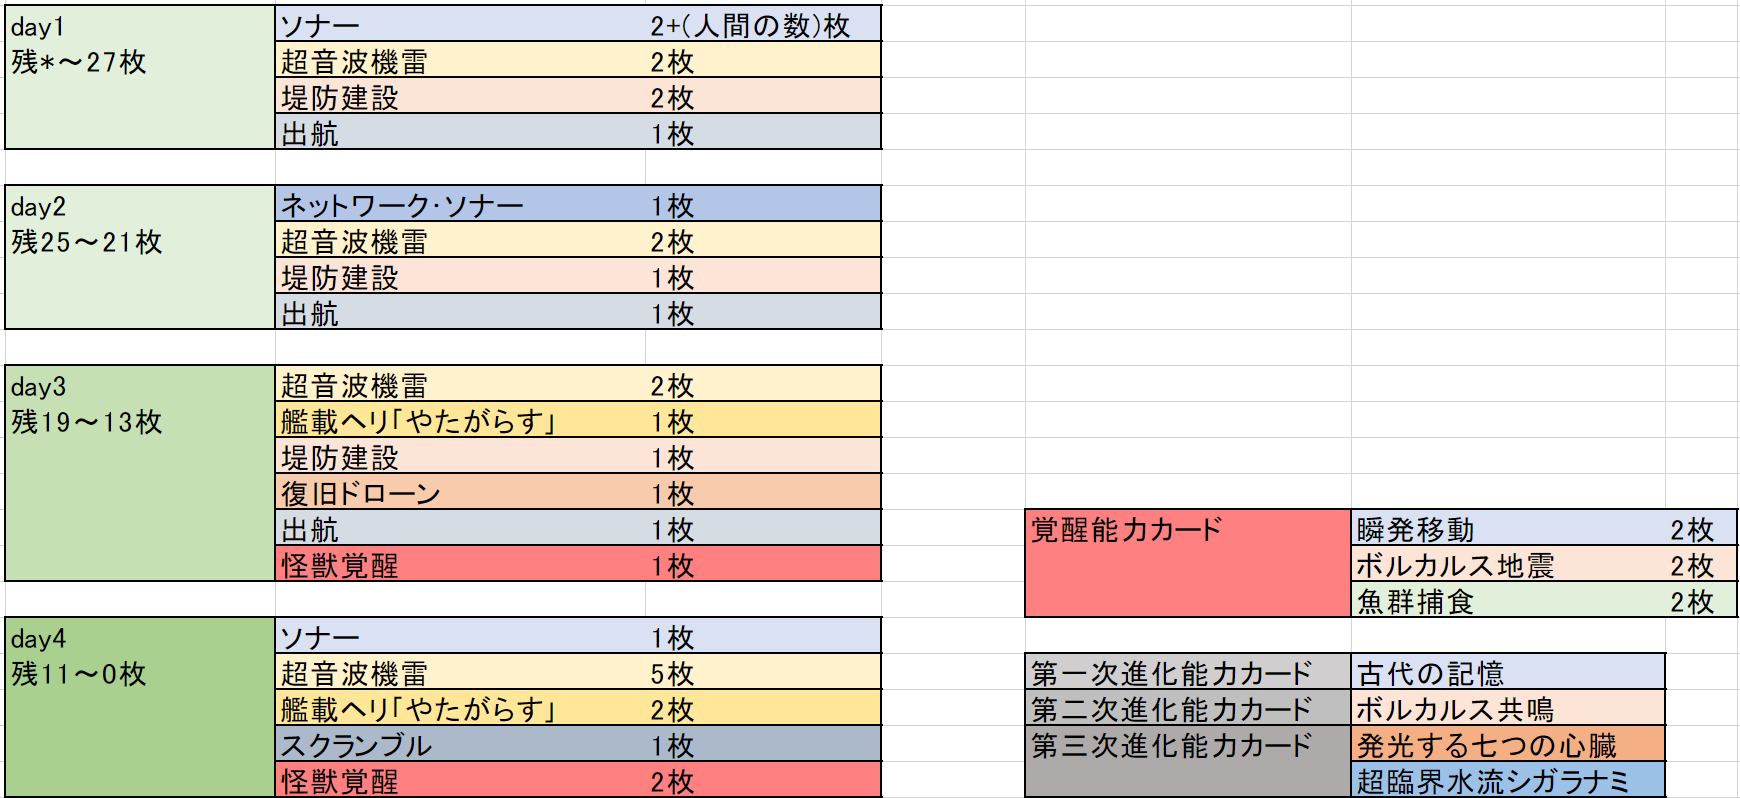 day1
残*～27枚
ソナー 2+(人間の数)枚
超音波機雷 2枚
堤防建設 2枚
出航 1枚
day2
残25～21枚
ネットワーク・ソナー 1枚
超音波機雷 2枚
堤防建設 1枚
出航 1枚
day3
残19～13枚
超音波機雷 2枚
艦載ヘリ「やたがらす」 1枚
堤防建設 1枚
復旧ドローン 1枚
出航 1枚
怪獣覚醒 1枚
day4
残11～0枚
ソナー 1枚
超音波機雷 5枚
艦載ヘリ「やたがらす」 2枚
スクランブル 1枚
怪獣覚醒 2枚
覚醒能力カード
瞬発移動 2枚
ボルカルス地震 2枚
魚群捕食 2枚
第一次進化能力カード 古代の記憶
第二次進化能力カード ボルカルス共鳴
第三次進化能力カード 発光する七つの心臓
超臨界水流シガラナミ